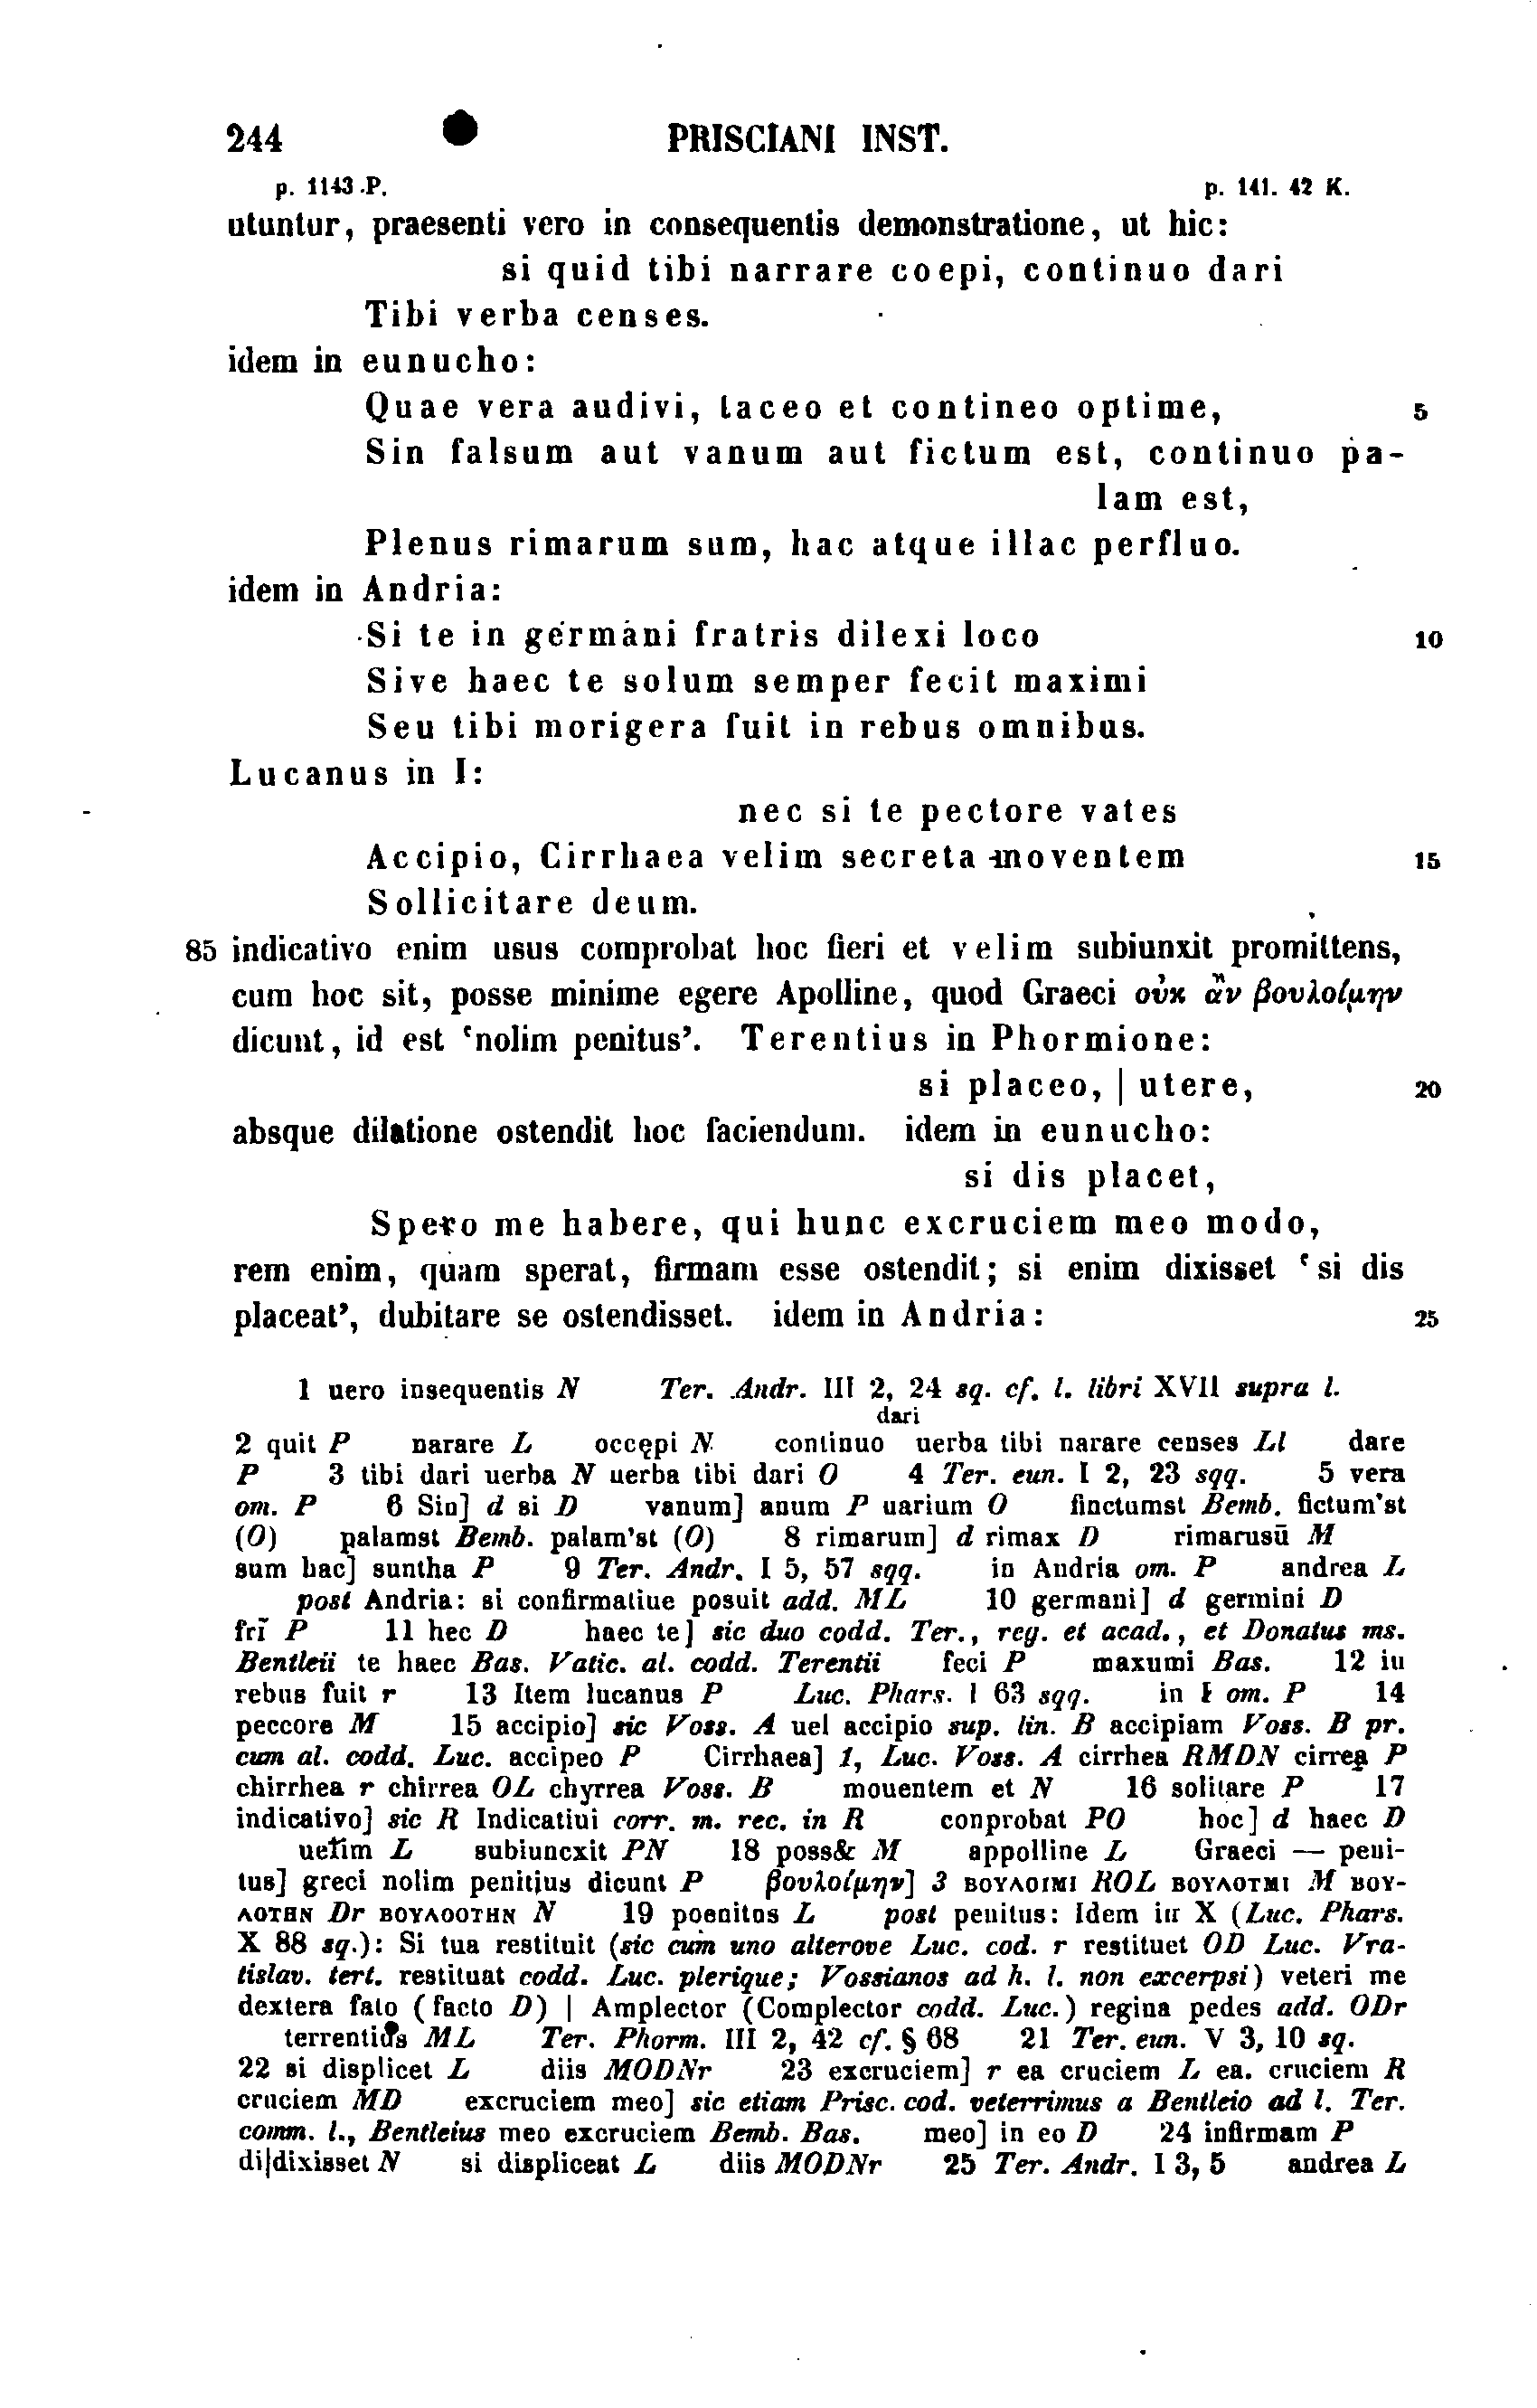 244 PRISCIANI INST.
p. 1143 .P. p. 141. 42 K.
utuntur, praesenti vero in consequentis demonstratione, ut hic:
si quid tibi narrare coepi, continuo dari
Tibi verba censes.
idem in eunucho:
Quae vera audivi, taceo et contineo optime, 5
Sin falsum aut vanum aut fictum est, continuo pa-
lam est,
Plenus rimarum sum, hac atque illac perfluo.
idem in Andria:
Si te in germani fratris dilexi loco 10
Sive haec te solum semper fecit maximi
Seu tibi morigera fuit in rebus omnibus.
Lucanus in I:
nec si te pectore vates
Accipio, Cirrhaea velim secreta moventem 15
Sollicitare deum.
85 indicativo enim usus comprobat hoc fieri et velim subiunxit promittens,
cum hoc sit, posse minime egere Apolline, quod Graeci οὐκ ἂν βουλοίμην
dicunt, id est ‘nolim penitus’. Terentius in Phormione:
si placeo, | utere, 20
absque dilatione ostendit hoc faciendum. idem in eunucho:
si dis placet,
Spero me habere, qui hunc excruciem meo modo,
rem enim, quam sperat, firmam esse ostendit; si enim dixisset ‘si dis
placeat’, dubitare se ostendisset. idem in Andria: 25
1 uero insequentis N Ter. Andr. III 2, 24 sq. cf. l. libri XVII supra l.
dari
2 quit P narare L occępi N continuo uerba tibi narare censes Ll dare
P 3 tibi dari uerba N uerba tibi dari O 4 Ter. eun. I 2, 23 sqq. 5 vera
om. P 6 Sin] d si D vanum] anum P uarium O finctumst Bemb. fictum'st
(O) palamst Bemb. palam'st (O) 8 rimarum] d rimax D rimarusū M
sum hac] suntha P 9 Ter. Andr. I 5, 57 sqq. in Andria om. P andrea L
post Andria: si confirmatiue posuit add. ML 10 germani] d germini D
frī P 11 hec D haec te] sic duo codd. Ter., reg. et acad., et Donatus ms.
Bentleii te haec Bas. Vatic. al. codd. Terentii feci P maxumi Bas. 12 in
rebus fuit r 13 Item lucanus P Luc. Phars. I 63 sqq. in I om. P 14
peccore M 15 accipio] sic Voss. A uel accipio sup. lin. B accipiam Voss. B pr.
cum al. codd. Luc. accipeo P Cirrhaea] 1, Luc. Voss. A cirrhea RMDN cirreę P
chirrhea r chirrea OL chyrrea Voss. B mouentem et N 16 solitare P 17
indicativo] sic R Indicatiui corr. m. rec. in R conprobat PO hoc] d haec D
uelim L subiuncxit PN 18 poss& M appolline L Graeci — peni-
tus] greci nolim penitius dicunt P βουλοίμην] 3 ΒΟΥΛΟΙΜΙ ROL ΒΟΥΛΟΤΜΙ M ΒΟΥ-
ΛΟΤΗΝ Dr ΒΟΥΛΟΟΤΗΝ N 19 poenitos L post penitus: Idem in X (Luc. Phars.
X 88 sq.): Si tua restituit (sic cum uno alterove Luc. cod. r restituet OD Luc. Vra-
tislav. tert. restituat codd. Luc. plerique; Vossianos ad h. l. non excerpsi) veteri me
dextera fato (facto D) | Amplector (Complector codd. Luc.) regina pedes add. ODr
ML Ter. Phorm. III 2, 42 cf. § 68 21 Ter. eun. V 3, 10 sq.
22 si displicet L diis MODNr 23 excruciem] r ea cruciem L ea. cruciem R
cruciem MD excruciem meo] sic etiam Prisc. cod. veterrimus a Bentleio ad l. Ter.
comm. l., Bentleius meo excruciem Bemb. Bas. meo] in eo D 24 infirmam P
di|dixisset N si displiceat L diis MODNr 25 Ter. Andr. I 3, 5 andrea L